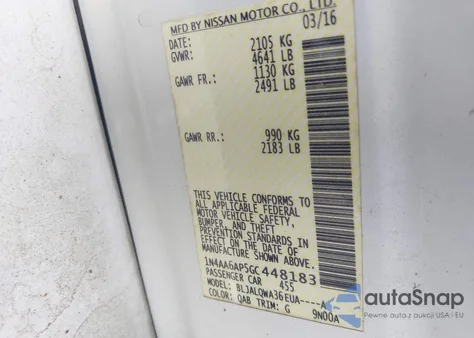 MFD BY NISSAN MOTOR CO., LTD.
03/16
DATE:
GVWR: 2105 KG
4641 LB
GAWR FR.: 1130 KG
2491 LB
GAWR RR.: 990 KG
2183 LB
THIS VEHICLE CONFORMS TO
ALL APPLICABLE FEDERAL
MOTOR VEHICLE SAFETY,
BUMPER, AND THEFT
PREVENTION STANDARDS IN
EFFECT ON THE DATE OF
MANUFACTURE SHOWN ABOVE.
1N4AA6AP5GC448183
PASSENGER CAR 455
MODEL: BLJALQWA36EUA----A
COLOR: QAB TRIM: G 9N00A
autoSnap
Pewne auta z aukcji USA i EU